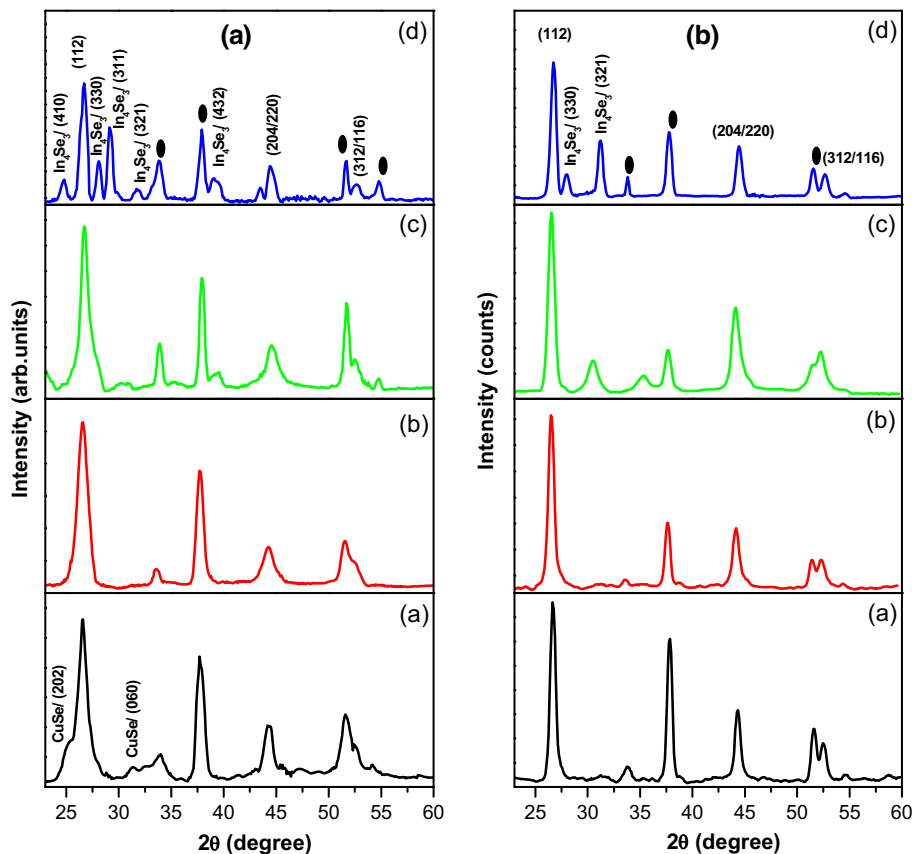 (a)
(d)
(112)
In4Se3/ (410)
In4Se3/ (330)
In4Se3/ (311)
In4Se3/ (321)
In4Se3/ (432)
(204/220)
(312/116)
(c)
(b)
(a)
CuSe/ (202)
CuSe/ (060)
Intensity (arb.units)
25 30 35 40 45 50 55 60
2θ (degree)
(b)
(d)
(112)
In4Se3/ (330)
In4Se3/ (321)
(204/220)
(312/116)
(c)
(b)
(a)
Intensity (counts)
25 30 35 40 45 50 55 60
2θ (degree)